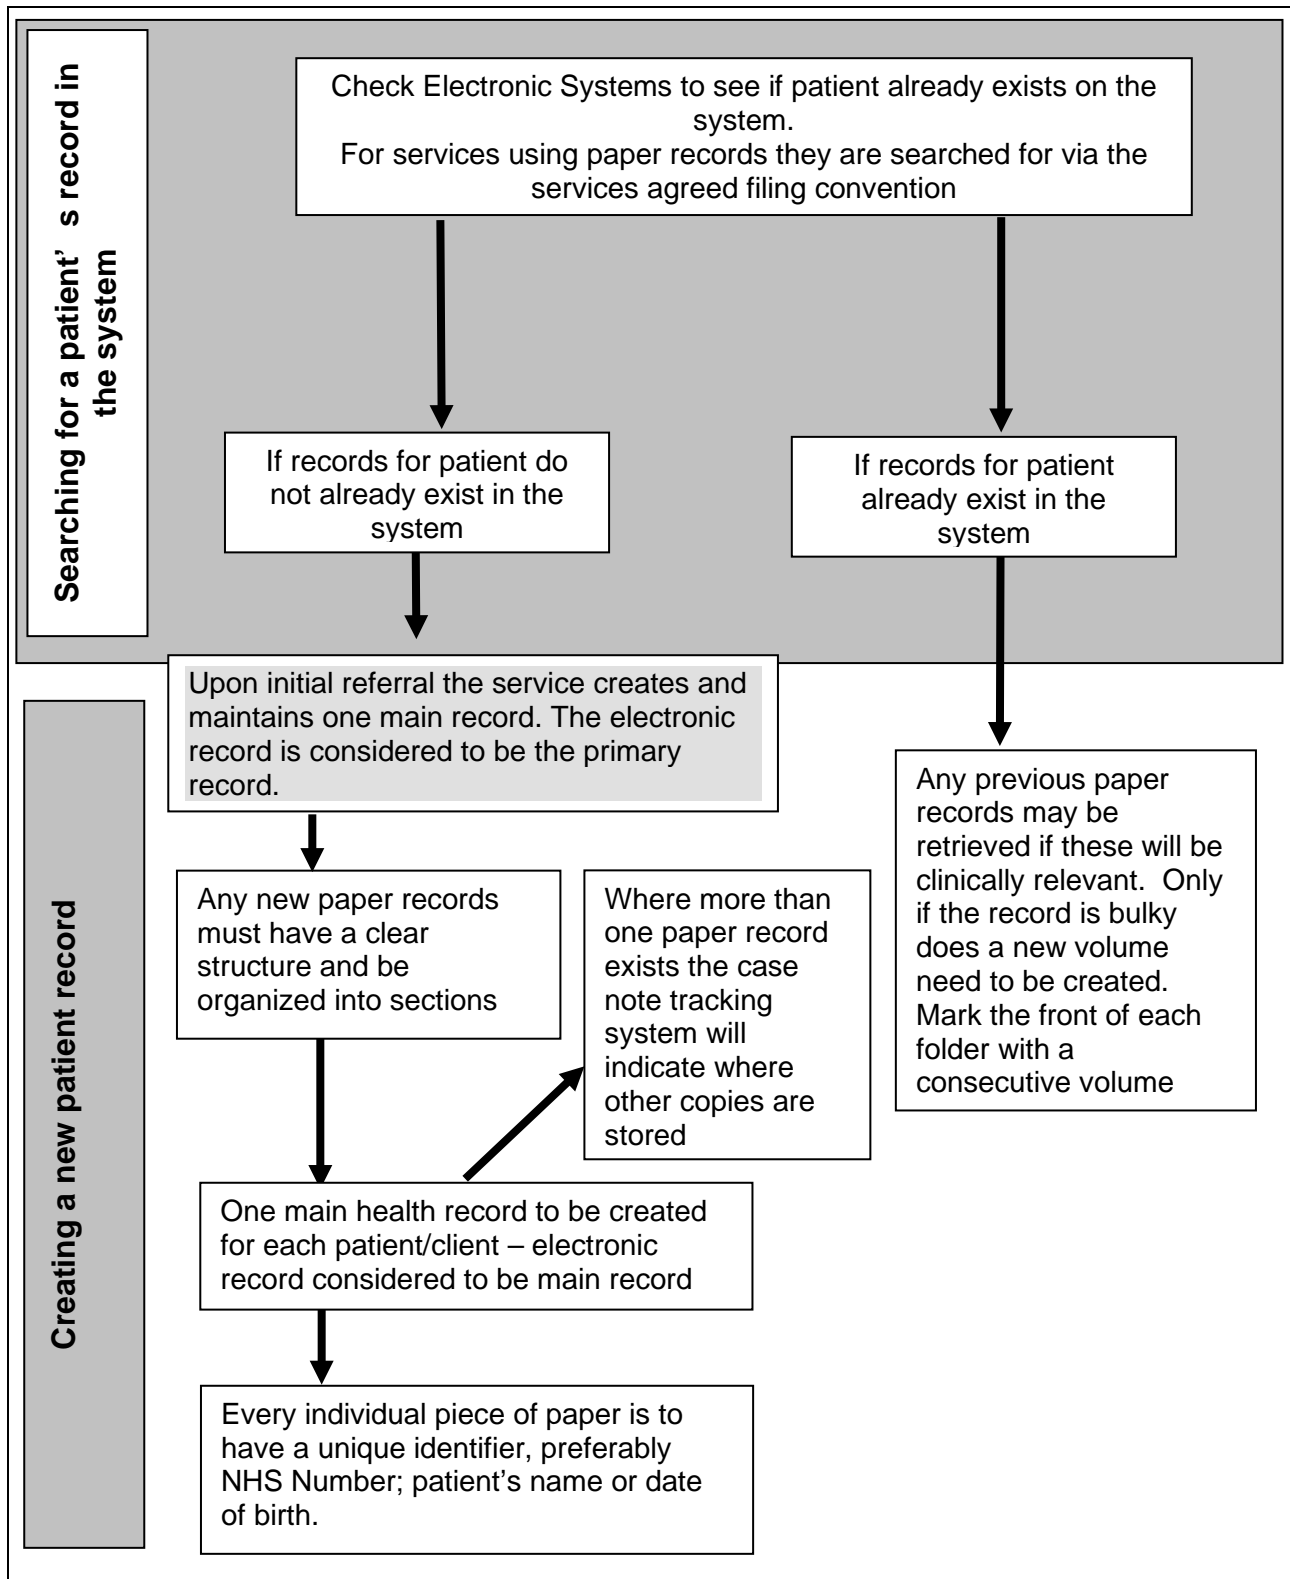 Searching for a patient’ s record in
the system
Check Electronic Systems to see if patient already exists on the
system.
For services using paper records they are searched for via the
services agreed filing convention
If records for patient do
not already exist in the
system
If records for patient
already exist in the
system
Creating a new patient record
Upon initial referral the service creates and
maintains one main record. The electronic
record is considered to be the primary
record.
Any new paper records
must have a clear
structure and be
organized into sections
Where more than
one paper record
exists the case
note tracking
system will
indicate where
other copies are
stored
Any previous paper
records may be
retrieved if these will be
clinically relevant.  Only
if the record is bulky
does a new volume
need to be created.
Mark the front of each
folder with a
consecutive volume
One main health record to be created
for each patient/client – electronic
record considered to be main record
Every individual piece of paper is to
have a unique identifier, preferably
NHS Number; patient’s name or date
of birth.